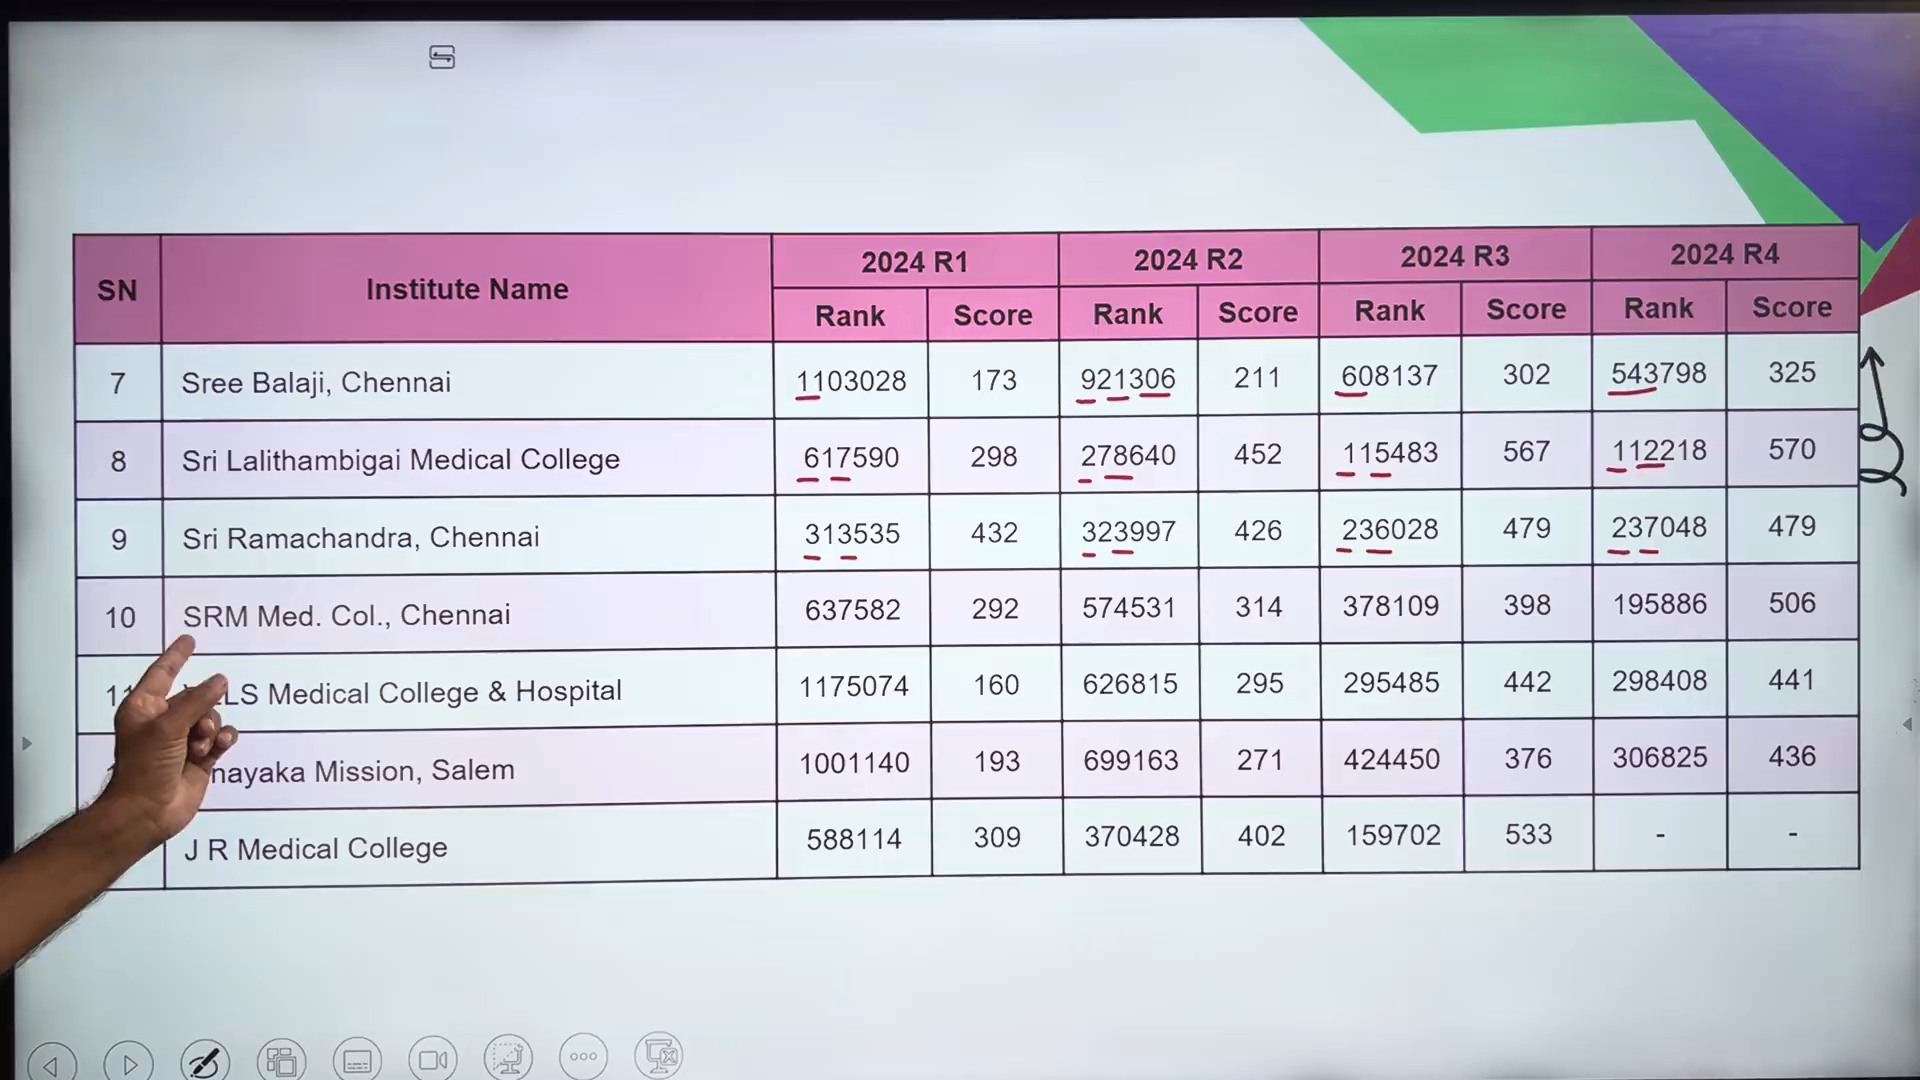 SN Institute Name 2024 R1 2024 R2 2024 R3 2024 R4
Rank Score Rank Score Rank Score Rank Score
7 Sree Balaji, Chennai 1103028 173 921306 211 608137 302 543798 325
8 Sri Lalithambigai Medical College 617590 298 278640 452 115483 567 112218 570
9 Sri Ramachandra, Chennai 313535 432 323997 426 236028 479 237048 479
10 SRM Med. Col., Chennai 637582 292 574531 314 378109 398 195886 506
LS Medical College & Hospital 1175074 160 626815 295 295485 442 298408 441
nayaka Mission, Salem 1001140 193 699163 271 424450 376 306825 436
J R Medical College 588114 309 370428 402 159702 533 - -